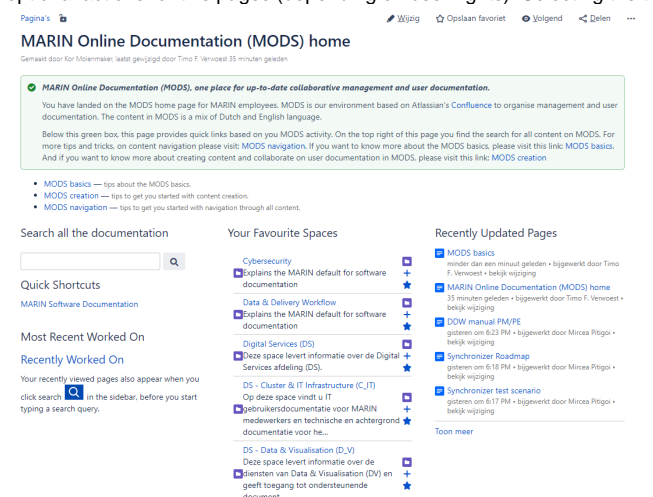 Pagina's
Wijzig
Opslaan favoriet
Volgend
Delen
MARIN Online Documentation (MODS) home
Gemaakt door Kor Molenmaker, laatst gewijzigd door Timo F. Verwoest 35 minuten geleden
MARIN Online Documentation (MODS), one place for up-to-date collaborative management and user documentation.
You have landed on the MODS home page for MARIN employees. MODS is our environment based on Atlassian's Confluence to organise management and user
documentation. The content in MODS is a mix of Dutch and English language.
Below this green box, this page provides quick links based on you MODS activity. On the top right of this page you find the search for all content on MODS. For
more tips and tricks, on content navigation please visit: MODS navigation. If you want to know more about the MODS basics, please visit this link: MODS basics.
And if you want to know more about creating content and collaborate on user documentation in MODS, please visit this link: MODS creation
• MODS basics — tips about the MODS basics.
• MODS creation — tips to get you started with content creation.
• MODS navigation — tips to get you started with navigation through all content.
Search all the documentation
Quick Shortcuts
MARIN Software Documentation
Most Recent Worked On
Recently Worked On
Your recently viewed pages also appear when you
click search in the sidebar, before you start
typing a search query.
Your Favourite Spaces
Cybersecurity
Explains the MARIN default for software
documentation
Data & Delivery Workflow
Explains the MARIN default for software
documentation
Digital Services (DS)
Deze space levert informatie over de Digital
Services afdeling (DS).
DS - Cluster & IT Infrastructure (C_IT)
Op deze space vindt u IT
gebruikersdocumentatie voor MARIN
medewerkers en technische en achtergrond
documentatie voor he...
DS - Data & Visualisation (D_V)
Deze space levert informatie over de
diensten van Data & Visualisation (DV) en
geeft toegang tot ondersteunende
Recently Updated Pages
MODS basics
minder dan een minuut geleden • bijgewerkt door Timo
F. Verwoest • bekijk wijziging
MARIN Online Documentation (MODS) home
35 minuten geleden • bijgewerkt door Timo F. Verwoest •
bekijk wijziging
DDW manual PM/PE
gisteren om 6:23 PM • bijgewerkt door Mircea Pitigoi •
bekijk wijziging
Synchronizer Roadmap
gisteren om 6:18 PM • bijgewerkt door Mircea Pitigoi •
bekijk wijziging
Synchronizer test scenario
gisteren om 6:17 PM • bijgewerkt door Mircea Pitigoi •
bekijk wijziging
Toon meer